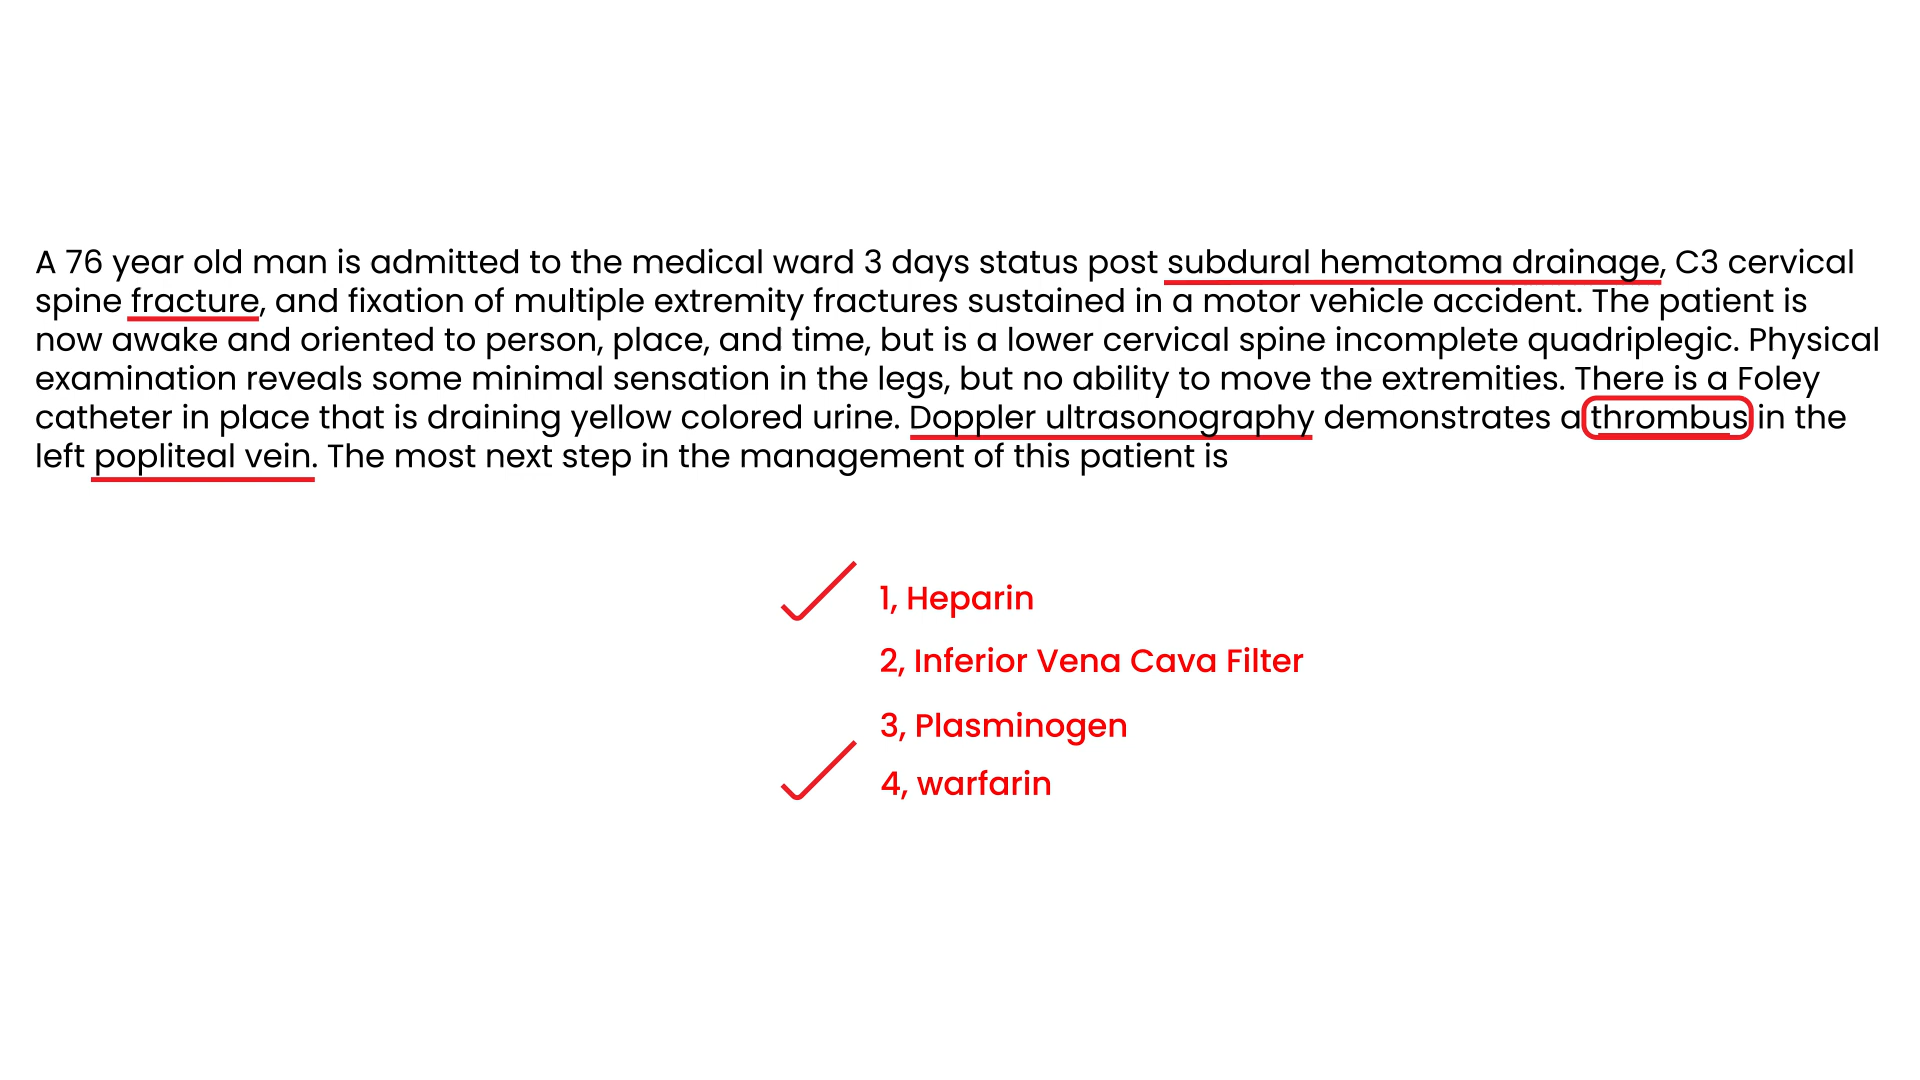 A 76 year old man is admitted to the medical ward 3 days status post subdural hematoma drainage, C3 cervical
spine fracture, and fixation of multiple extremity fractures sustained in a motor vehicle accident. The patient is
now awake and oriented to person, place, and time, but is a lower cervical spine incomplete quadriplegic. Physical
examination reveals some minimal sensation in the legs, but no ability to move the extremities. There is a Foley
catheter in place that is draining yellow colored urine. Doppler ultrasonography demonstrates a thrombus in the
left popliteal vein. The most next step in the management of this patient is
1, Heparin
2, Inferior Vena Cava Filter
3, Plasminogen
4, warfarin